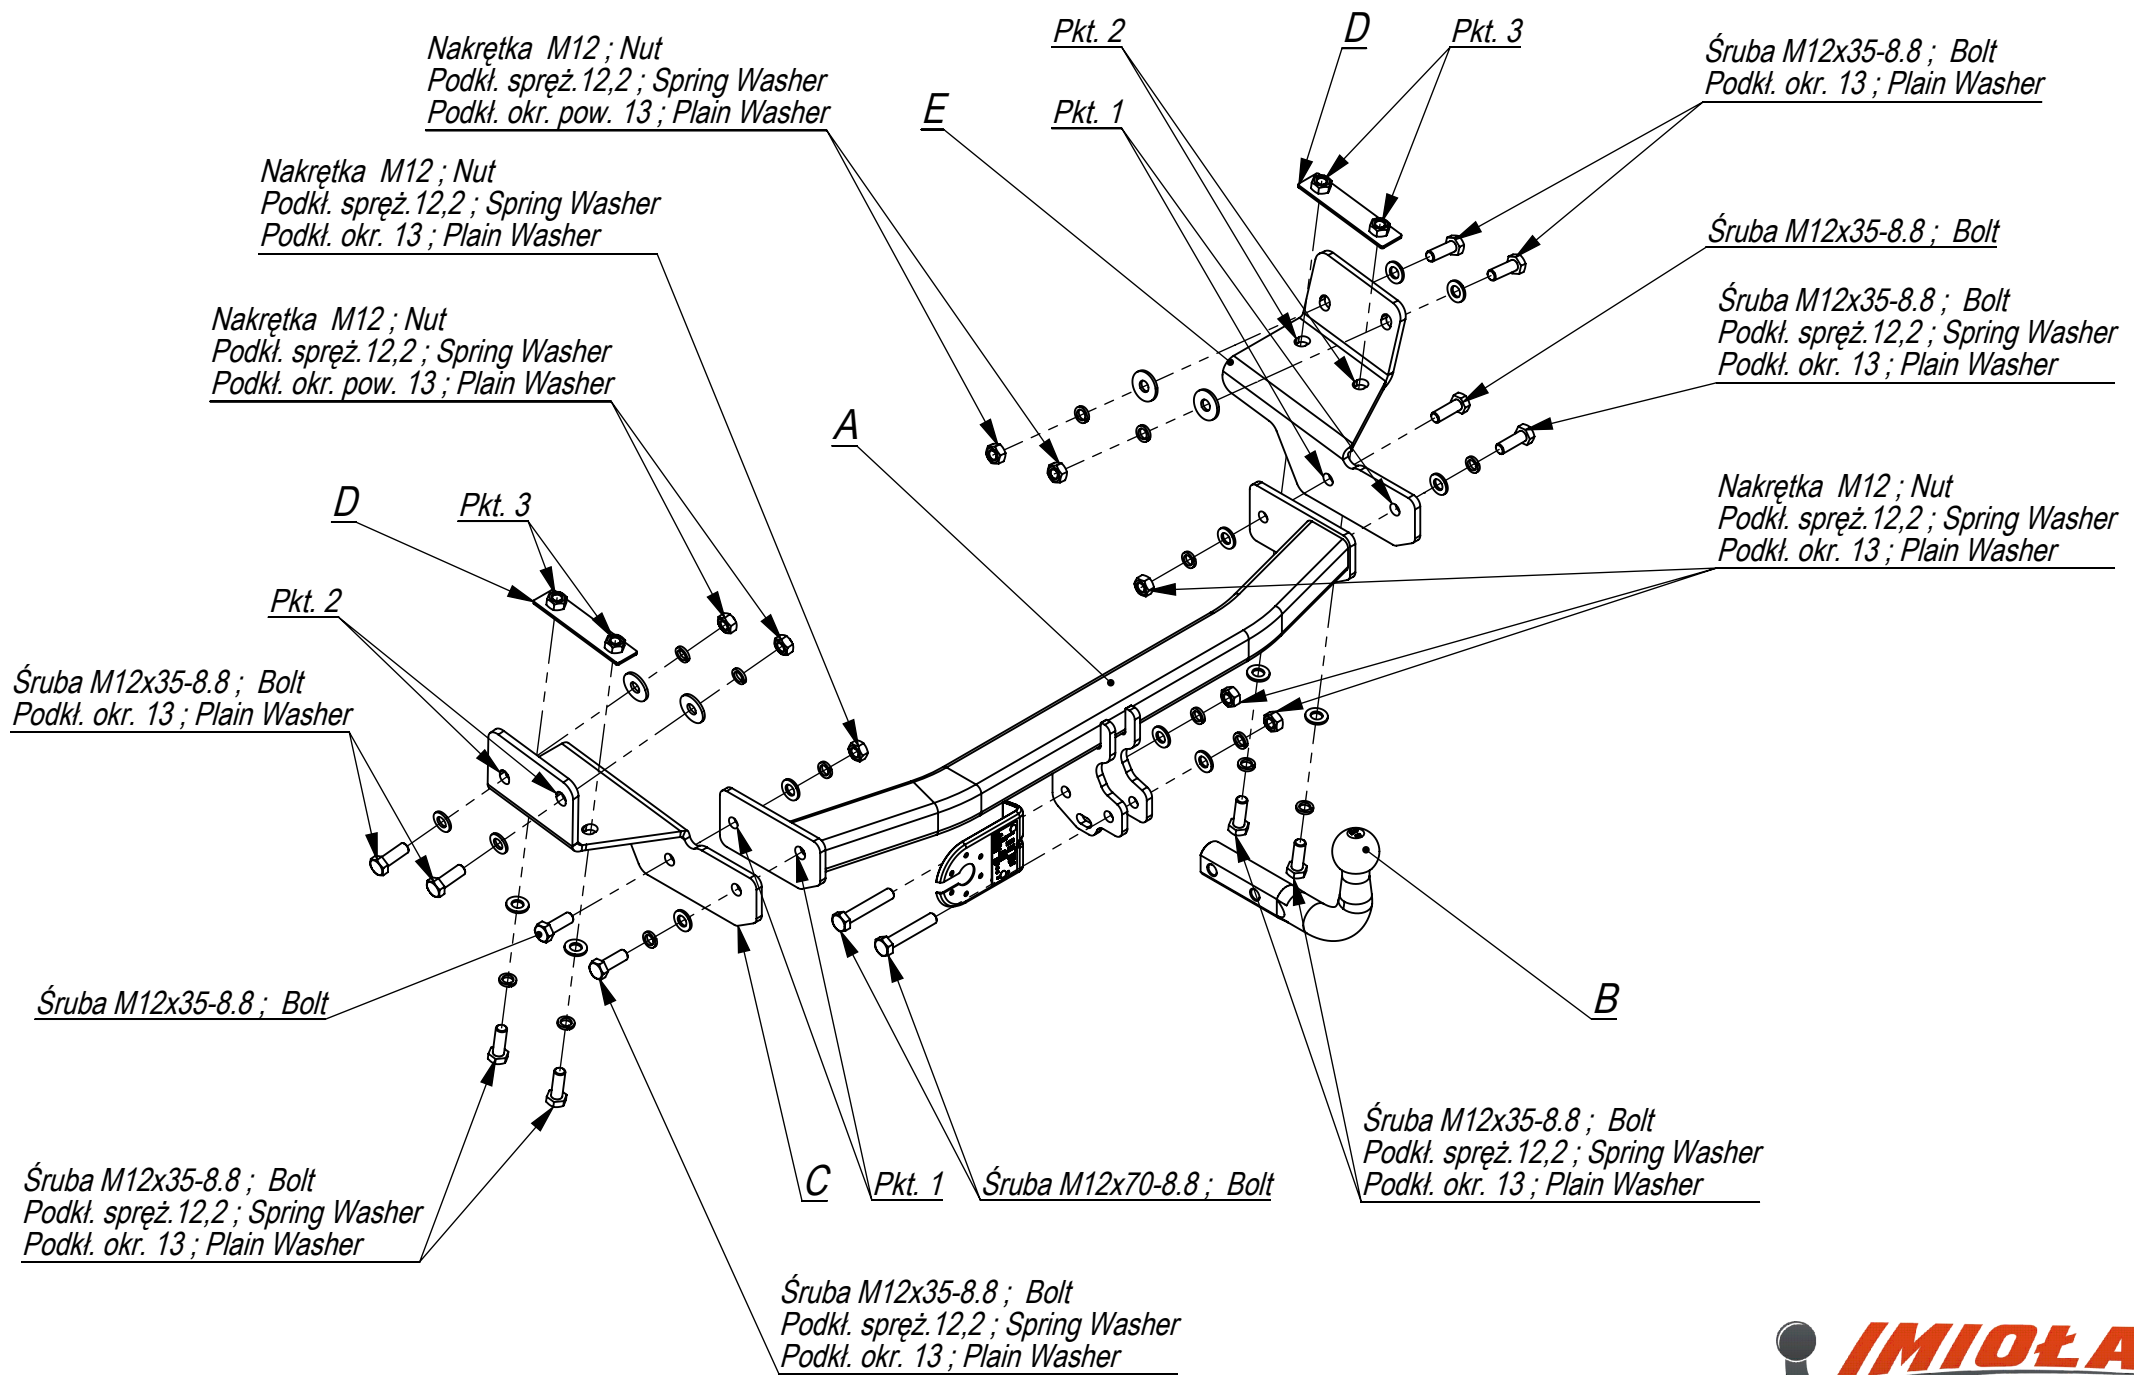 Nakrętka M12 ; Nut
Podkł. spręż.12,2 ; Spring Washer
Podkł. okr. pow. 13 ; Plain Washer
Pkt. 2
D
Pkt. 3
Śruba M12x35-8.8 ; Bolt
Podkł. okr. 13 ; Plain Washer
E
Pkt. 1
Nakrętka M12 ; Nut
Podkł. spręż.12,2 ; Spring Washer
Podkł. okr. 13 ; Plain Washer
Śruba M12x35-8.8 ; Bolt
Nakrętka M12 ; Nut
Podkł. spręż.12,2 ; Spring Washer
Podkł. okr. pow. 13 ; Plain Washer
Śruba M12x35-8.8 ; Bolt
Podkł. spręż.12,2 ; Spring Washer
Podkł. okr. 13 ; Plain Washer
A
D
Pkt. 3
Nakrętka M12 ; Nut
Podkł. spręż.12,2 ; Spring Washer
Podkł. okr. 13 ; Plain Washer
Pkt. 2
Śruba M12x35-8.8 ; Bolt
Podkł. okr. 13 ; Plain Washer
Śruba M12x35-8.8 ; Bolt
B
Śruba M12x35-8.8 ; Bolt
Podkł. spręż.12,2 ; Spring Washer
Podkł. okr. 13 ; Plain Washer
C
Pkt. 1
Śruba M12x70-8.8 ; Bolt
Śruba M12x35-8.8 ; Bolt
Podkł. spręż.12,2 ; Spring Washer
Podkł. okr. 13 ; Plain Washer
Śruba M12x35-8.8 ; Bolt
Podkł. spręż.12,2 ; Spring Washer
Podkł. okr. 13 ; Plain Washer
IMIOŁA